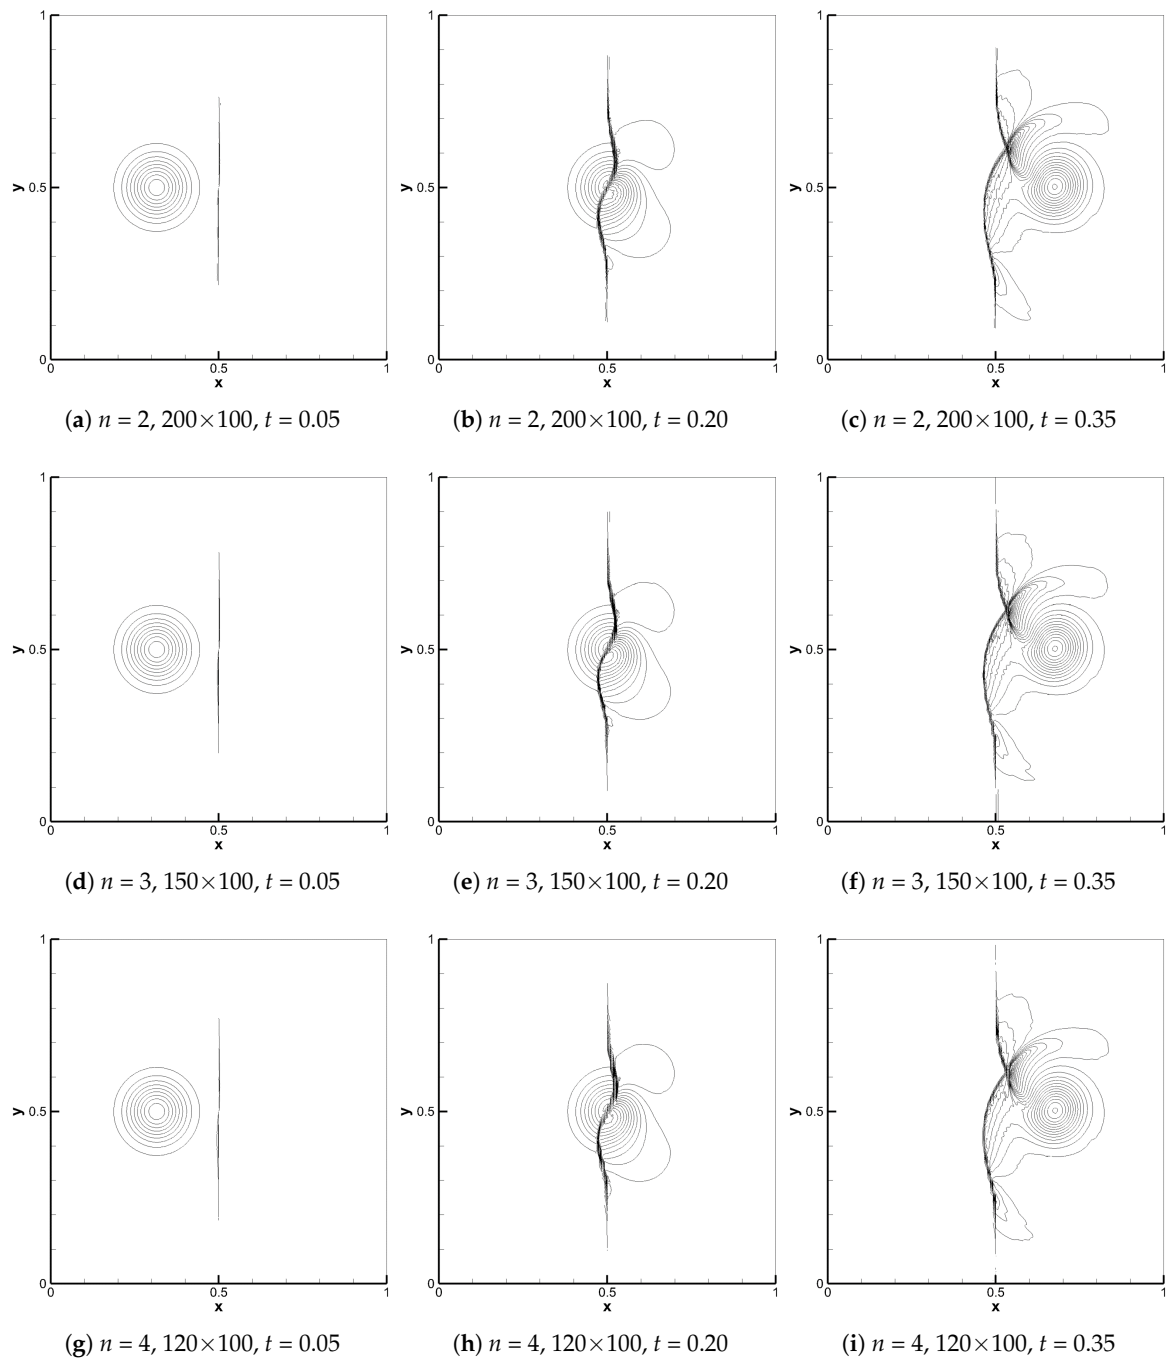 1
y 0.5
0
0 0.5 1
x
(a) n = 2, 200×100, t = 0.05
1
y 0.5
0
0 0.5 1
x
(b) n = 2, 200×100, t = 0.20
1
y 0.5
0
0 0.5 1
x
(c) n = 2, 200×100, t = 0.35
1
y 0.5
0
0 0.5 1
x
(d) n = 3, 150×100, t = 0.05
1
y 0.5
0
0 0.5 1
x
(e) n = 3, 150×100, t = 0.20
1
y 0.5
0
0 0.5 1
x
(f) n = 3, 150×100, t = 0.35
1
y 0.5
0
0 0.5 1
x
(g) n = 4, 120×100, t = 0.05
1
y 0.5
0
0 0.5 1
x
(h) n = 4, 120×100, t = 0.20
1
y 0.5
0
0 0.5 1
x
(i) n = 4, 120×100, t = 0.35